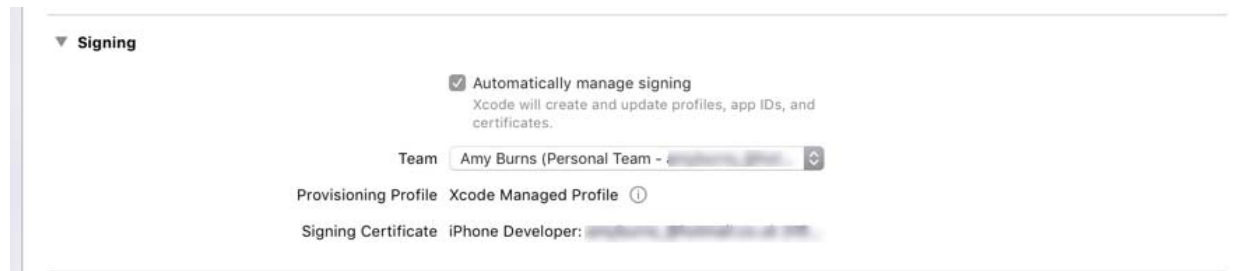 Signing
Automatically manage signing
Xcode will create and update profiles, app IDs, and
certificates.
Team Amy Burns (Personal Team -
Provisioning Profile Xcode Managed Profile
Signing Certificate iPhone Developer: